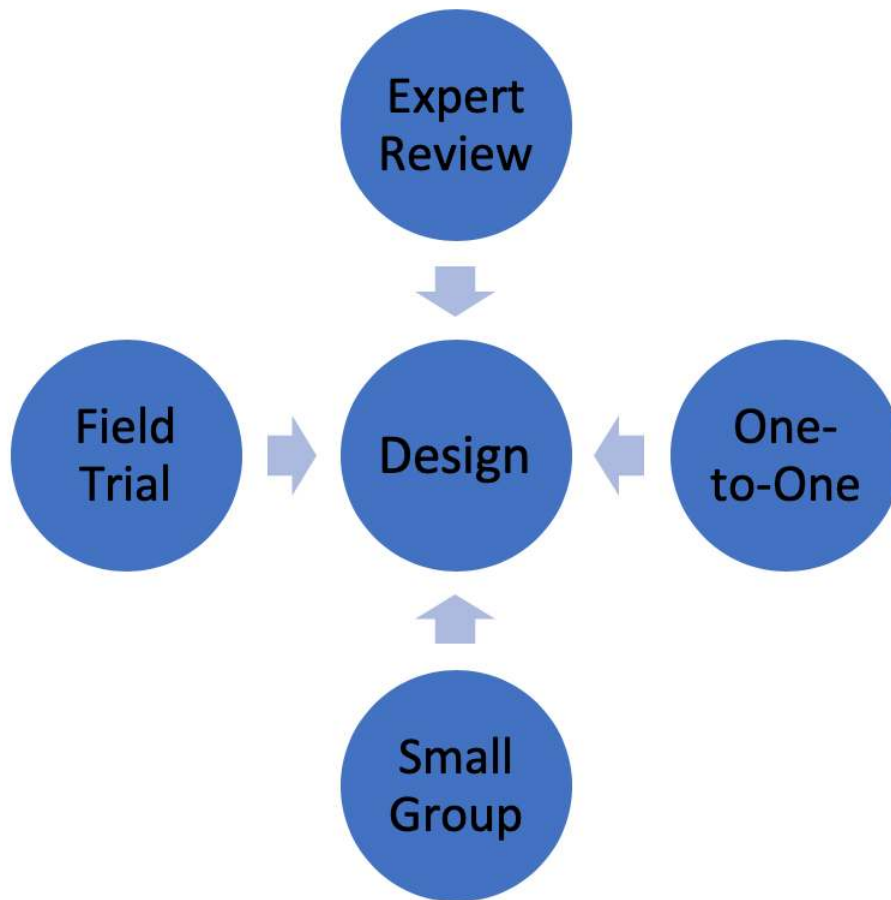 Expert
Review
Field
Trial
Design
One-
to-One
Small
Group